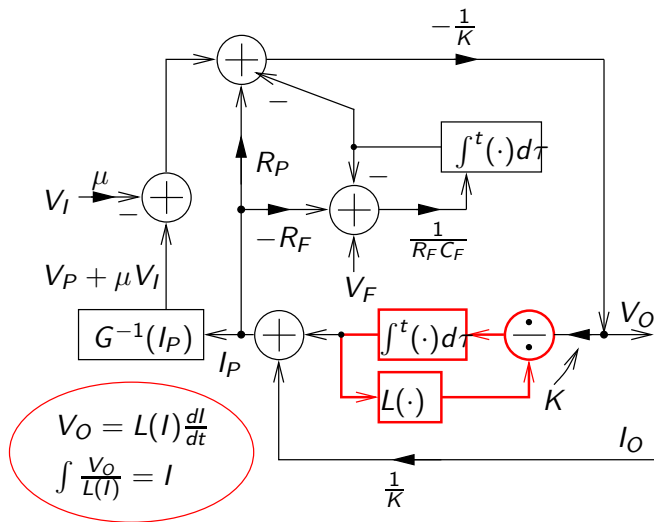 −1/K
+
−
∫^t(·)dτ
R_P
μ
V_I
−
+
−
+
−R_F
1/(R_F C_F)
V_P + μV_I
V_F
V_O
G^{−1}(I_P)
I_P
+
∫^t(·)dτ
÷
L(·)
K
V_O = L(I) dI/dt
∫ V_O/L(I) = I
I_O
1/K